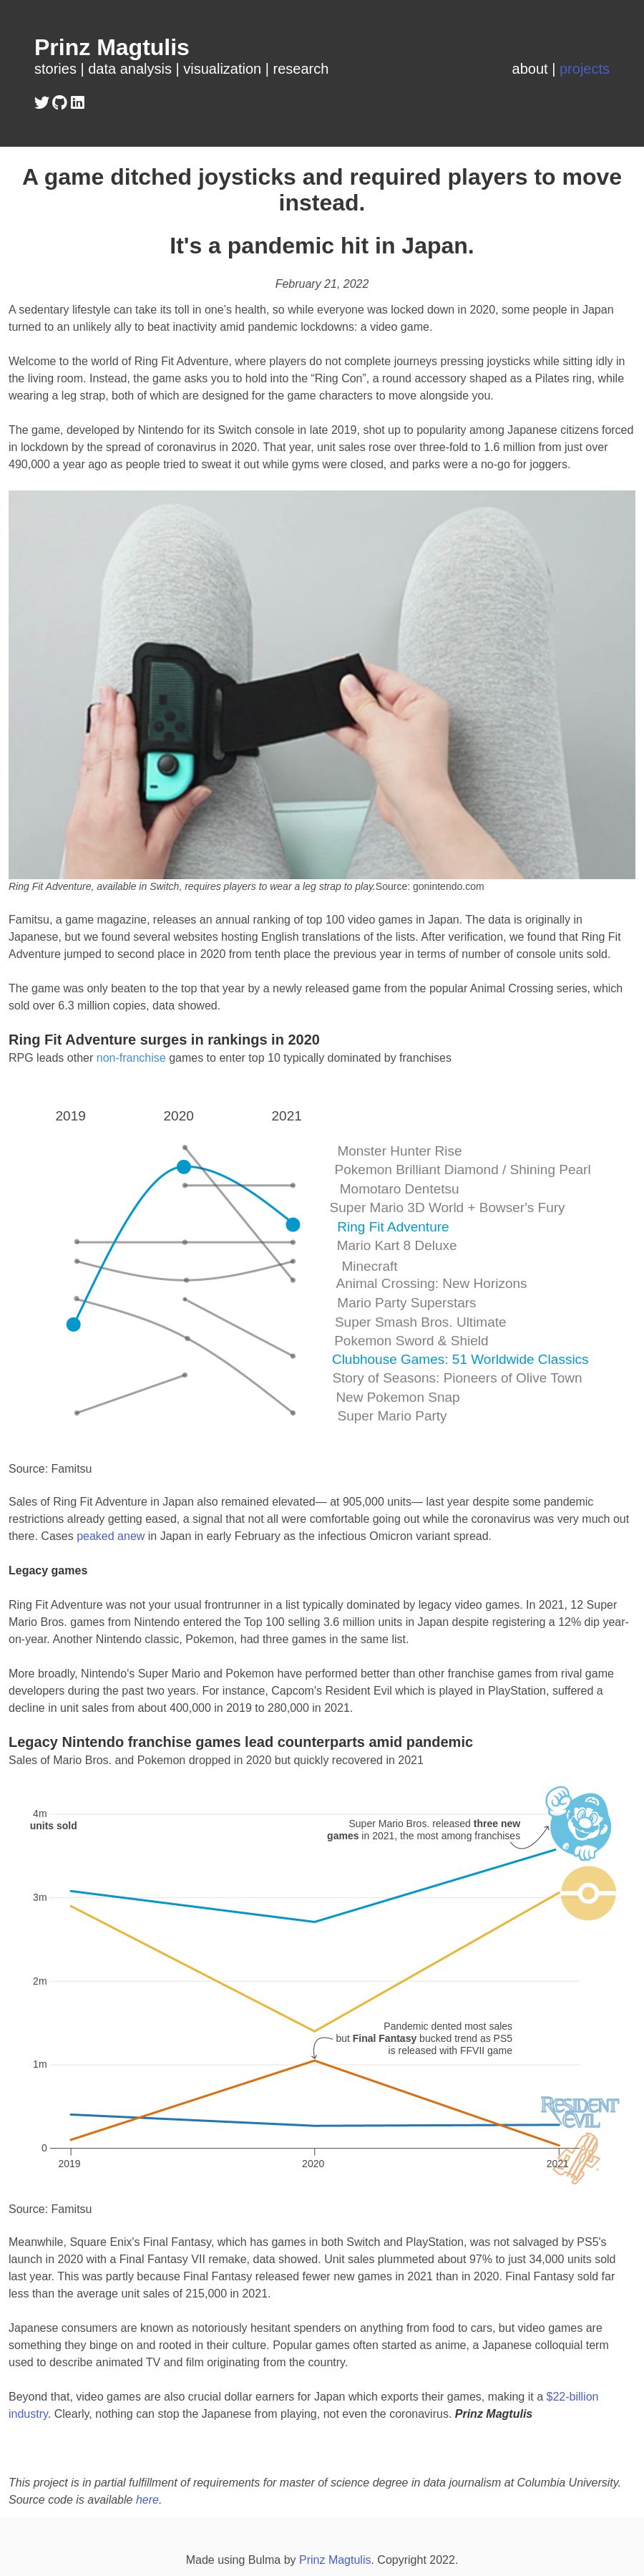 Prinz Magtulis
stories | data analysis | visualization | research
about | projects
A game ditched joysticks and required players to move
instead.
It's a pandemic hit in Japan.
February 21, 2022
A sedentary lifestyle can take its toll in one's health, so while everyone was locked down in 2020, some people in Japan
turned to an unlikely ally to beat inactivity amid pandemic lockdowns: a video game.
Welcome to the world of Ring Fit Adventure, where players do not complete journeys pressing joysticks while sitting idly in
the living room. Instead, the game asks you to hold into the “Ring Con”, a round accessory shaped as a Pilates ring, while
wearing a leg strap, both of which are designed for the game characters to move alongside you.
The game, developed by Nintendo for its Switch console in late 2019, shot up to popularity among Japanese citizens forced
in lockdown by the spread of coronavirus in 2020. That year, unit sales rose over three-fold to 1.6 million from just over
490,000 a year ago as people tried to sweat it out while gyms were closed, and parks were a no-go for joggers.
Ring Fit Adventure, available in Switch, requires players to wear a leg strap to play.Source: gonintendo.com
Famitsu, a game magazine, releases an annual ranking of top 100 video games in Japan. The data is originally in
Japanese, but we found several websites hosting English translations of the lists. After verification, we found that Ring Fit
Adventure jumped to second place in 2020 from tenth place the previous year in terms of number of console units sold.
The game was only beaten to the top that year by a newly released game from the popular Animal Crossing series, which
sold over 6.3 million copies, data showed.
Ring Fit Adventure surges in rankings in 2020
RPG leads other non-franchise games to enter top 10 typically dominated by franchises
2019 2020 2021
Monster Hunter Rise
Pokemon Brilliant Diamond / Shining Pearl
Momotaro Dentetsu
Super Mario 3D World + Bowser's Fury
Ring Fit Adventure
Mario Kart 8 Deluxe
Minecraft
Animal Crossing: New Horizons
Mario Party Superstars
Super Smash Bros. Ultimate
Pokemon Sword & Shield
Clubhouse Games: 51 Worldwide Classics
Story of Seasons: Pioneers of Olive Town
New Pokemon Snap
Super Mario Party
Source: Famitsu
Sales of Ring Fit Adventure in Japan also remained elevated— at 905,000 units— last year despite some pandemic
restrictions already getting eased, a signal that not all were comfortable going out while the coronavirus was very much out
there. Cases peaked anew in Japan in early February as the infectious Omicron variant spread.
Legacy games
Ring Fit Adventure was not your usual frontrunner in a list typically dominated by legacy video games. In 2021, 12 Super
Mario Bros. games from Nintendo entered the Top 100 selling 3.6 million units in Japan despite registering a 12% dip year-
on-year. Another Nintendo classic, Pokemon, had three games in the same list.
More broadly, Nintendo's Super Mario and Pokemon have performed better than other franchise games from rival game
developers during the past two years. For instance, Capcom's Resident Evil which is played in PlayStation, suffered a
decline in unit sales from about 400,000 in 2019 to 280,000 in 2021.
Legacy Nintendo franchise games lead counterparts amid pandemic
Sales of Mario Bros. and Pokemon dropped in 2020 but quickly recovered in 2021
4m
units sold
Super Mario Bros. released three new
games in 2021, the most among franchises
3m
2m
Pandemic dented most sales
but Final Fantasy bucked trend as PS5
is released with FFVII game
1m
RESIDENT
EVIL
0
2019 2020 2021
Source: Famitsu
Meanwhile, Square Enix's Final Fantasy, which has games in both Switch and PlayStation, was not salvaged by PS5's
launch in 2020 with a Final Fantasy VII remake, data showed. Unit sales plummeted about 97% to just 34,000 units sold
last year. This was partly because Final Fantasy released fewer new games in 2021 than in 2020. Final Fantasy sold far
less than the average unit sales of 215,000 in 2021.
Japanese consumers are known as notoriously hesitant spenders on anything from food to cars, but video games are
something they binge on and rooted in their culture. Popular games often started as anime, a Japanese colloquial term
used to describe animated TV and film originating from the country.
Beyond that, video games are also crucial dollar earners for Japan which exports their games, making it a $22-billion
industry. Clearly, nothing can stop the Japanese from playing, not even the coronavirus. Prinz Magtulis
This project is in partial fulfillment of requirements for master of science degree in data journalism at Columbia University.
Source code is available here.
Made using Bulma by Prinz Magtulis. Copyright 2022.